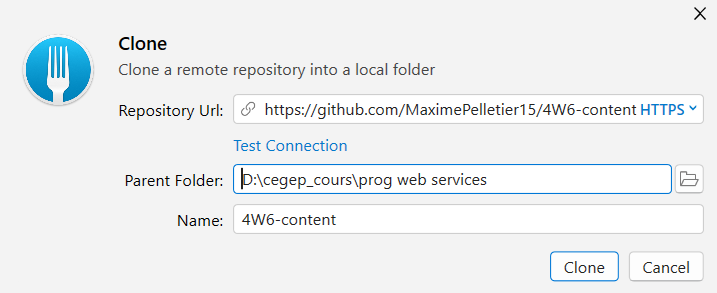 Clone
Clone a remote repository into a local folder
Repository Url: https://github.com/MaximePelletier15/4W6-content HTTPS
Test Connection
Parent Folder: D:\cegep_cours\prog web services
Name: 4W6-content
Clone Cancel